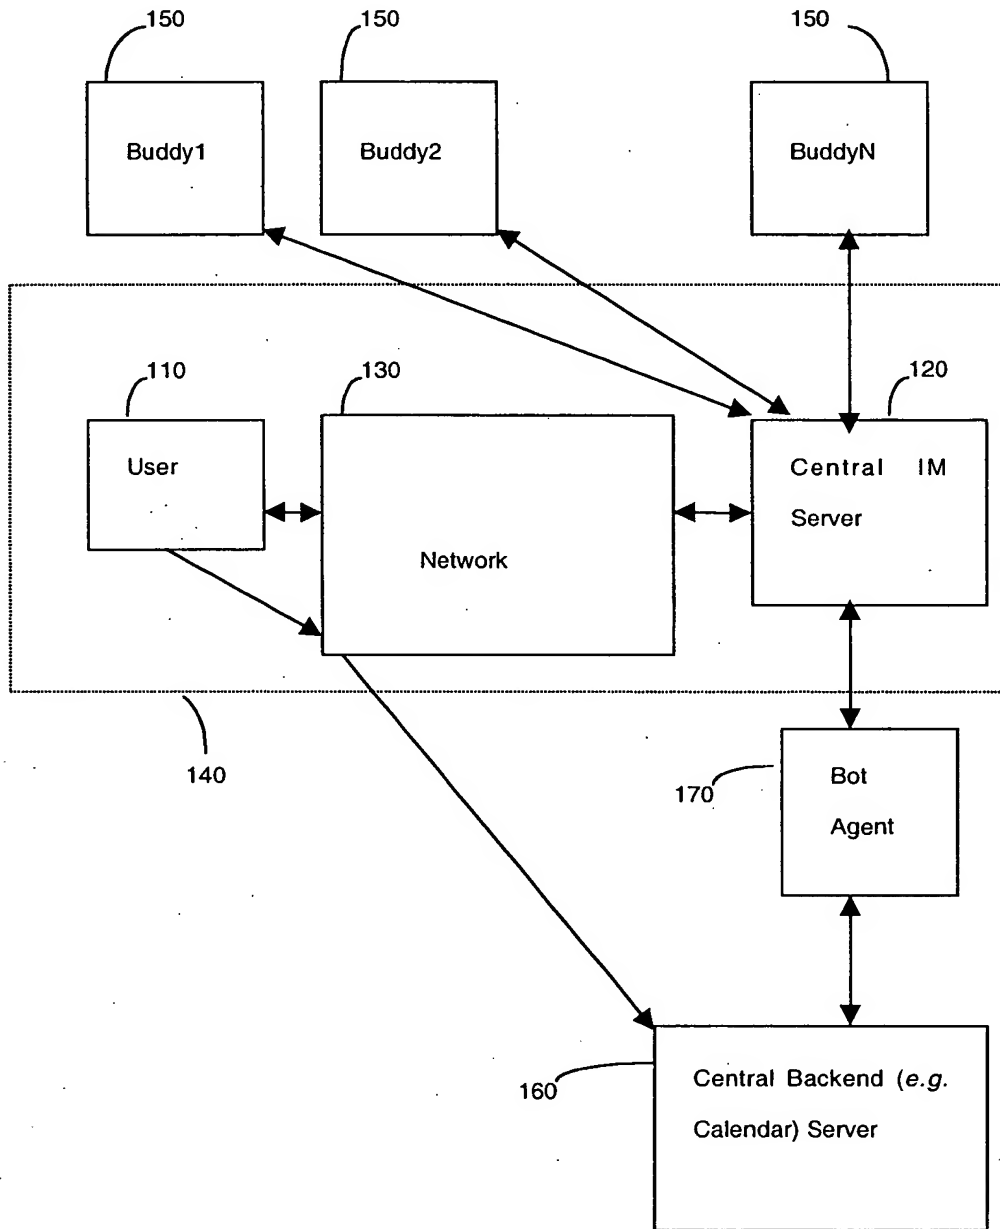 150
150
150
Buddy1
Buddy2
BuddyN
110
130
120
User
Network
Central IM
Server
140
170
Bot
Agent
160
Central Backend (e.g.
Calendar) Server